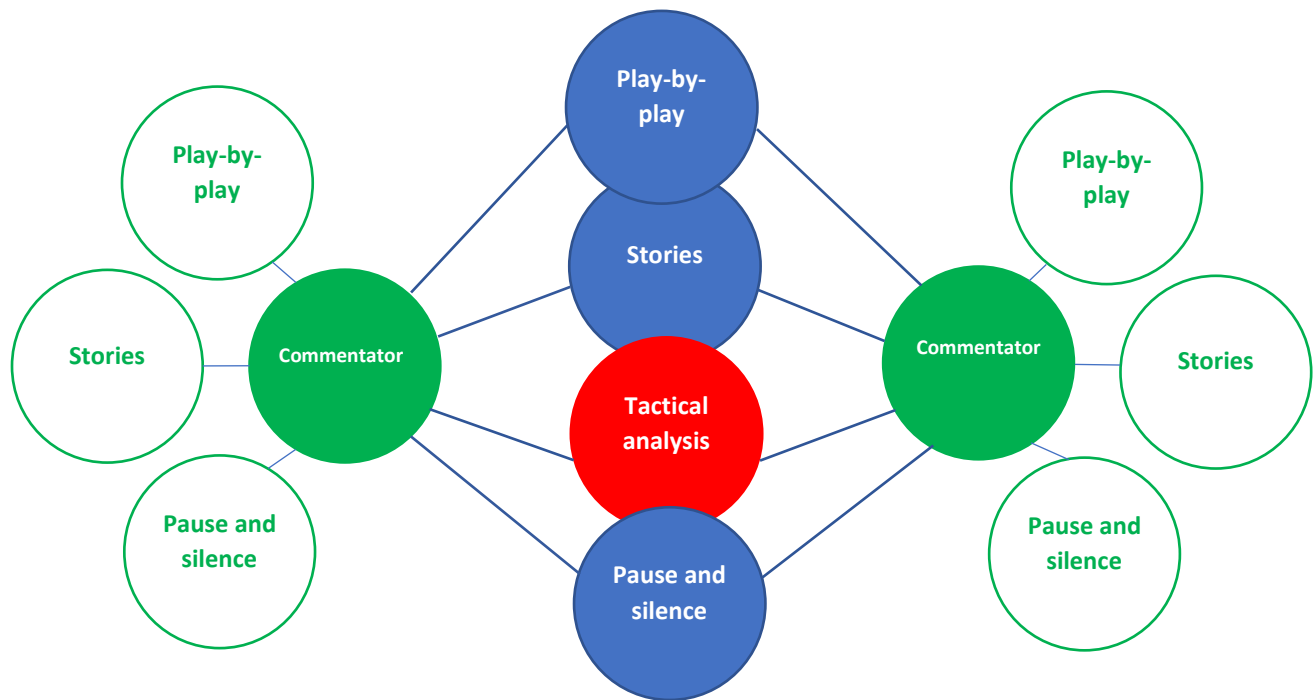 Play-by-
play
Play-by-
play
Play-by-
play
Stories
Commentator
Stories
Commentator
Stories
Tactical
analysis
Pause and
silence
Pause and
silence
Pause and
silence